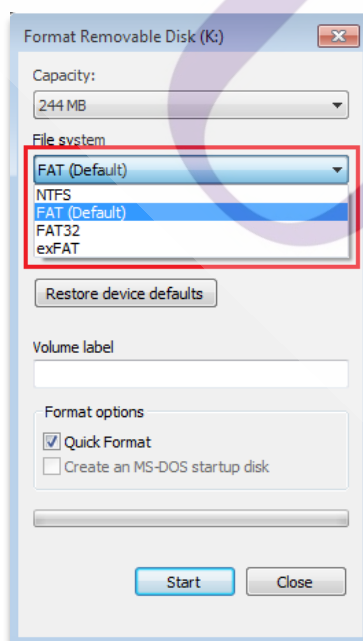 Format Removable Disk (K:)
Capacity:
244 MB
File system
FAT (Default)
NTFS
FAT (Default)
FAT32
exFAT
Restore device defaults
Volume label
Format options
Quick Format
Create an MS-DOS startup disk
Start
Close